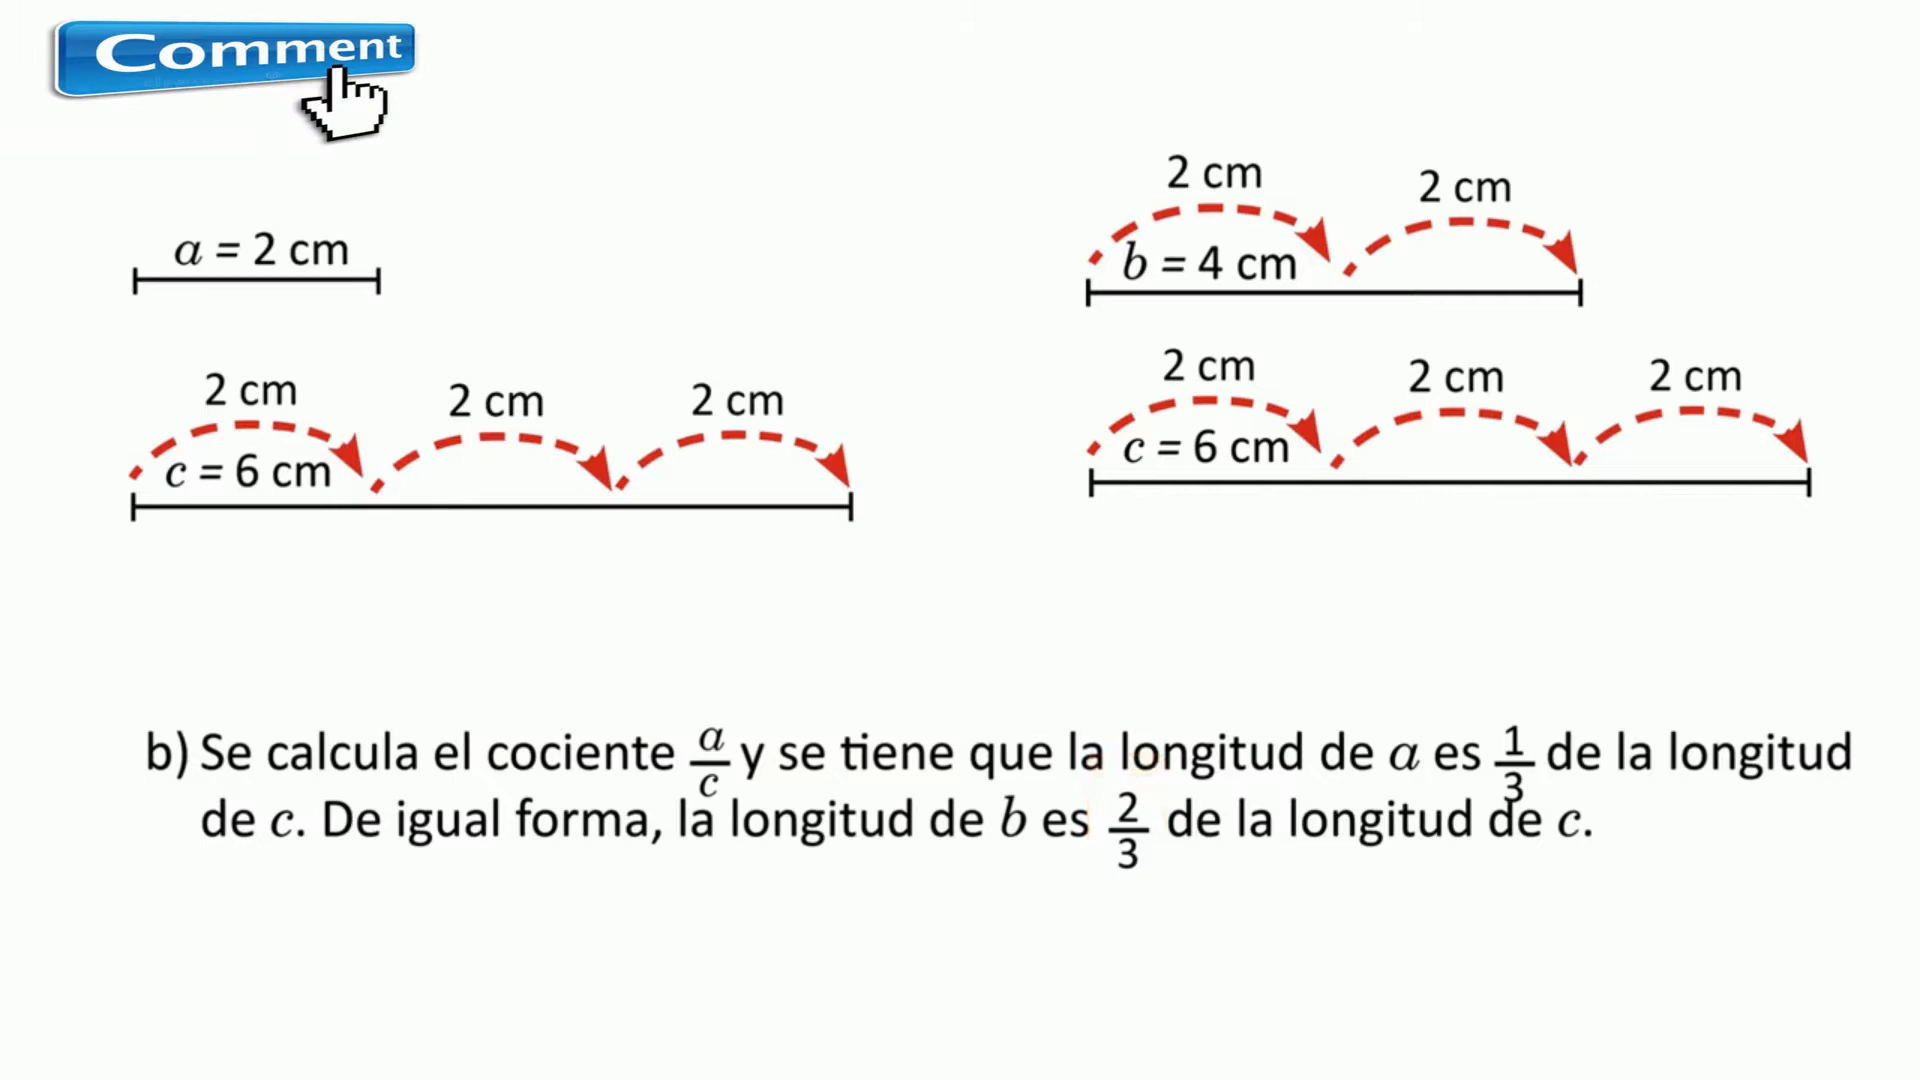 Comment
a = 2 cm
2 cm 2 cm 2 cm
c = 6 cm
2 cm 2 cm
b = 4 cm
2 cm 2 cm 2 cm
c = 6 cm
b) Se calcula el cociente a/c y se tiene que la longitud de a es 1/3 de la longitud
de c. De igual forma, la longitud de b es 2/3 de la longitud de c.